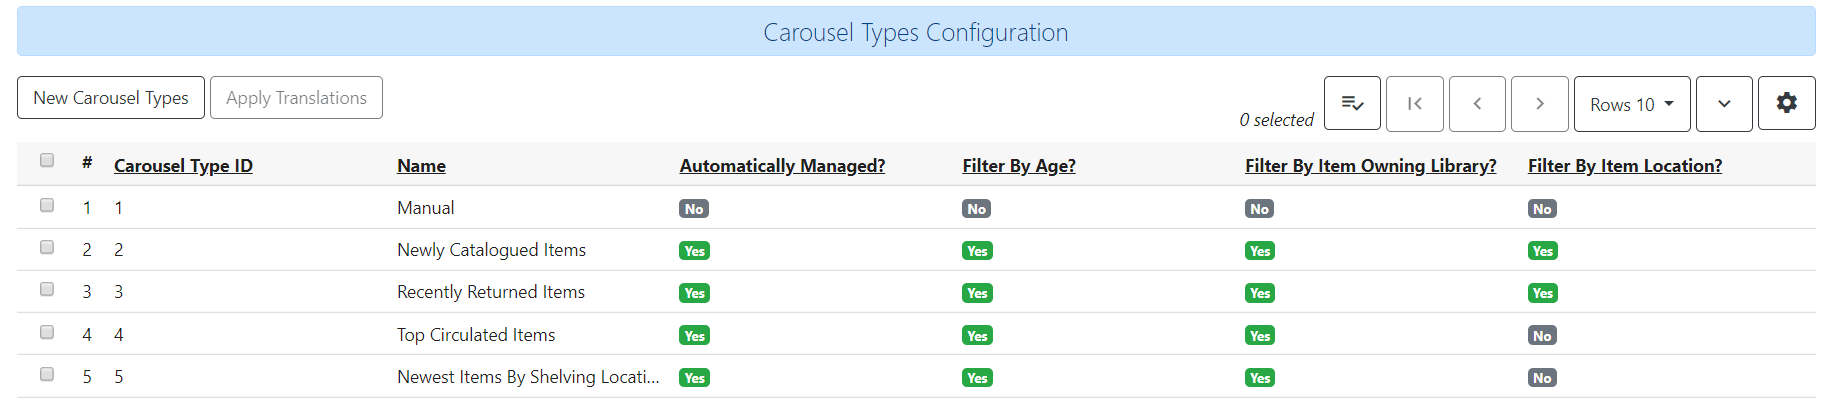 Carousel Types Configuration
New Carousel Types Apply Translations 0 selected Rows 10
# Carousel Type ID Name Automatically Managed? Filter By Age? Filter By Item Owning Library? Filter By Item Location?
1 1 Manual No No No No
2 2 Newly Catalogued Items Yes Yes Yes Yes
3 3 Recently Returned Items Yes Yes Yes Yes
4 4 Top Circulated Items Yes Yes Yes No
5 5 Newest Items By Shelving Locati... Yes Yes Yes No